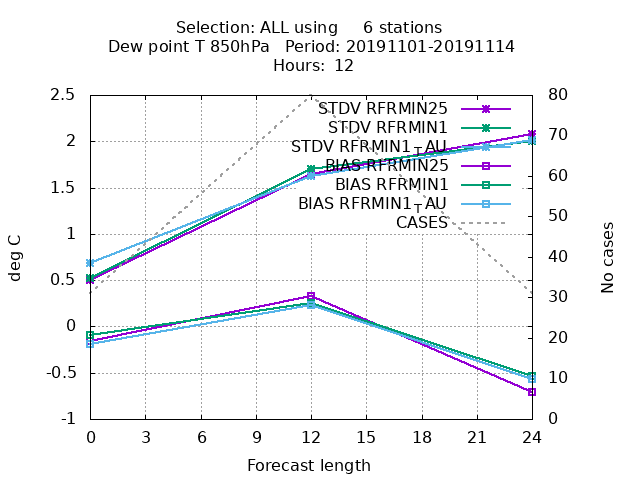 Selection: ALL using     6 stations
Dew point T 850hPa   Period: 20191101-20191114
Hours: 12
STDV RFRMIN25
STDV RFRMIN1
STDV RFRMIN1_TAU
BIAS RFRMIN25
BIAS RFRMIN1
BIAS RFRMIN1_TAU
CASES
2.5
2
1.5
1
0.5
0
-0.5
-1
deg C
80
70
60
50
40
30
20
10
0
No cases
0 3 6 9 12 15 18 21 24
Forecast length